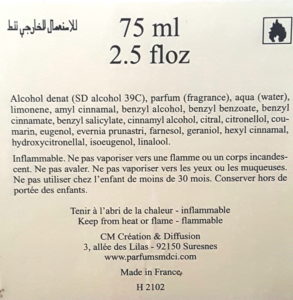 للاستعمال الخارجي فقط
75 ml
2.5 floz
Alcohol denat (SD alcohol 39C), parfum (fragrance), aqua (water),
limonene, amyl cinnamal, benzyl alcohol, benzyl benzoate, benzyl
cinnamate, benzyl salicylate, cinnamyl alcohol, citral, citronellol, cou-
marin, eugenol, evernia prunastri, farnesol, geraniol, hexyl cinnamal,
hydroxycitronellal, isoeugenol, linalool.
Inflammable. Ne pas vaporiser vers une flamme ou un corps incandes-
cent. Ne pas avaler. Ne pas vaporiser vers les yeux ou les muqueuses.
Ne pas utiliser chez l'enfant de moins de 30 mois. Conserver hors de
portée des enfants.
Tenir à l'abri de la chaleur - inflammable
Keep from heat or flame - flammable
CM Création & Diffusion
3, allée des Lilas - 92150 Suresnes
www.parfumsmdci.com
Made in France
H 2102